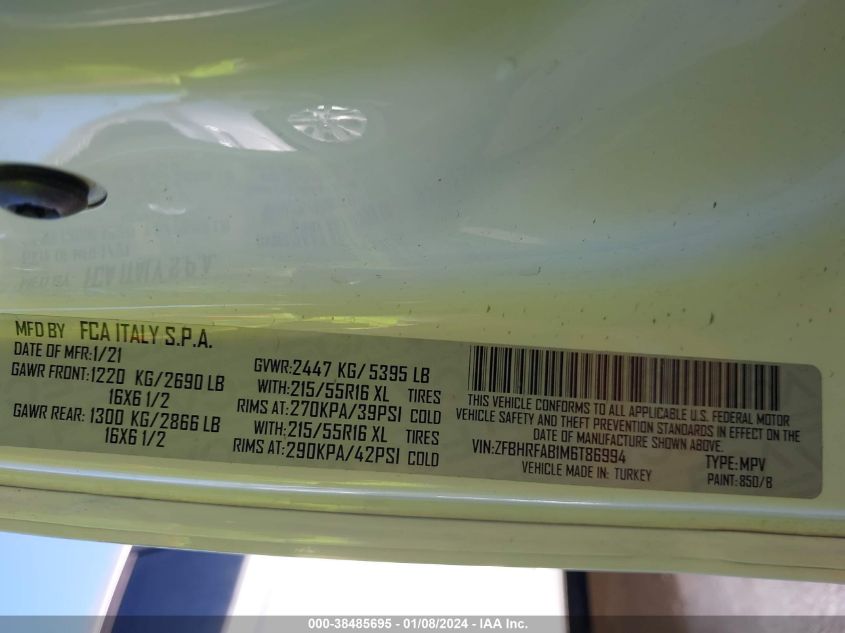 MFD BY FCA ITALY S.P.A.
DATE OF MFR:1/21
GAWR FRONT:1220 KG/2690 LB
16X6 1/2
GAWR REAR: 1300 KG/2866 LB
16X6 1/2
GVWR:2447 KG/5395 LB
WITH:215/55R16 XL TIRES
RIMS AT:270KPA/39PSI COLD
WITH:215/55R16 XL TIRES
RIMS AT:290KPA/42PSI COLD
THIS VEHICLE CONFORMS TO ALL APPLICABLE U.S. FEDERAL MOTOR
VEHICLE SAFETY AND THEFT PREVENTION STANDARDS IN EFFECT ON THE
DATE OF MANUFACTURE SHOWN ABOVE.
VIN:ZFBHRFAB1M6T86994 TYPE:MPV
VEHICLE MADE IN: TURKEY PAINT:850/B
000-38485695 - 01/08/2024 - IAA Inc.